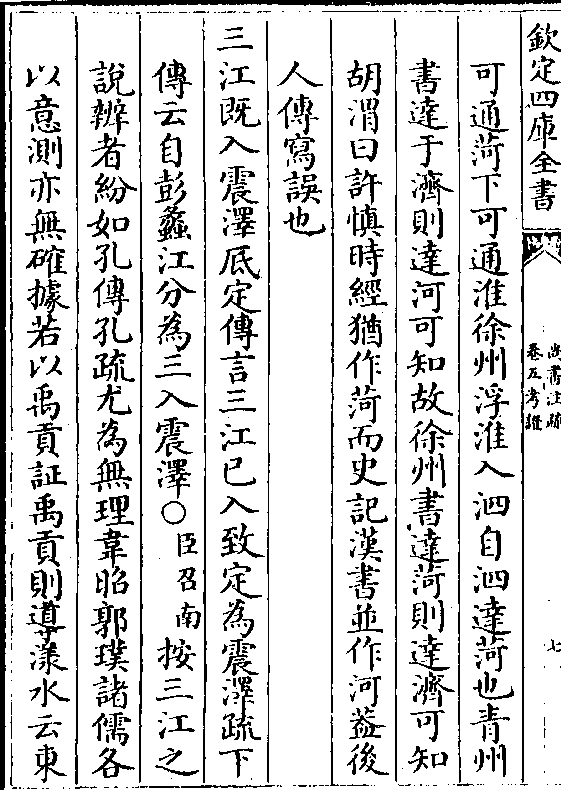 欽定四庫全書
尚書注疏
卷五考證
七
可通菏下可通淮徐州浮淮入泗自泗達菏也青州
書達于濟則達河可知故徐州書達菏則達濟可知
胡渭曰許慎時經猶作菏而史記漢書並作河葢後
人傳寫誤也
三江既入震澤厎定傳言三江已入致定為震澤疏下
傳云自彭蠡江分為三入震澤○臣召南按三江之
說辨者紛如孔傳孔疏尤為無理韋昭郭璞諸儒各
以意測亦無確據若以禹貢証禹貢則導漾水云東